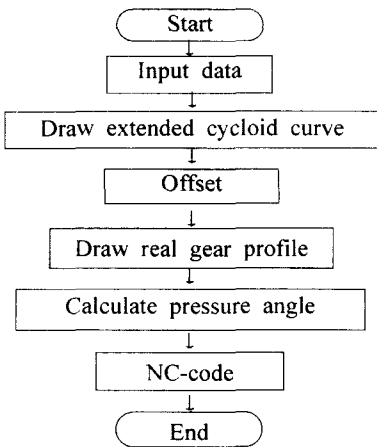 Start
Input data
Draw extended cycloid curve
Offset
Draw real gear profile
Calculate pressure angle
NC-code
End